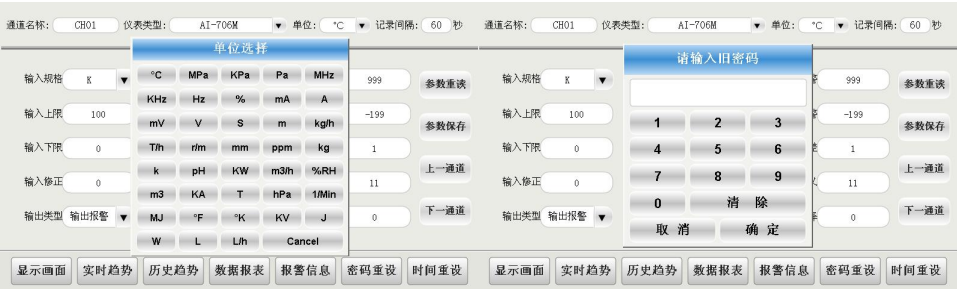 通道名称: CH01 仪表类型: AI-706M ▼ 单位: °C ▼ 记录间隔: 60 秒
单位选择
°C MPa KPa Pa MHz
KHz Hz % mA A
mV V S m kg/h
T/h r/m mm ppm kg
k pH KW m3/h %RH
m3 KA T hPa 1/Min
MJ °F °K KV J
W L L/h Cancel
输入规格 K ▼ 999 参数重读
输入上限 100 -199 参数保存
输入下限 0 1 上一通道
输入修正 0 11
输出类型 输出报警 ▼ 0 下一通道
显示画面 实时趋势 历史趋势 数据报表 报警信息 密码重设 时间重设
通道名称: CH01 仪表类型: AI-706M ▼ 单位: °C ▼ 记录间隔: 60 秒
请输入旧密码
1 2 3
4 5 6
7 8 9
0 清 除
取 消 确 定
输入规格 K ▼ 999 参数重读
输入上限 100 -199 参数保存
输入下限 0 1 上一通道
输入修正 0 11
输出类型 输出报警 ▼ 0 下一通道
显示画面 实时趋势 历史趋势 数据报表 报警信息 密码重设 时间重设